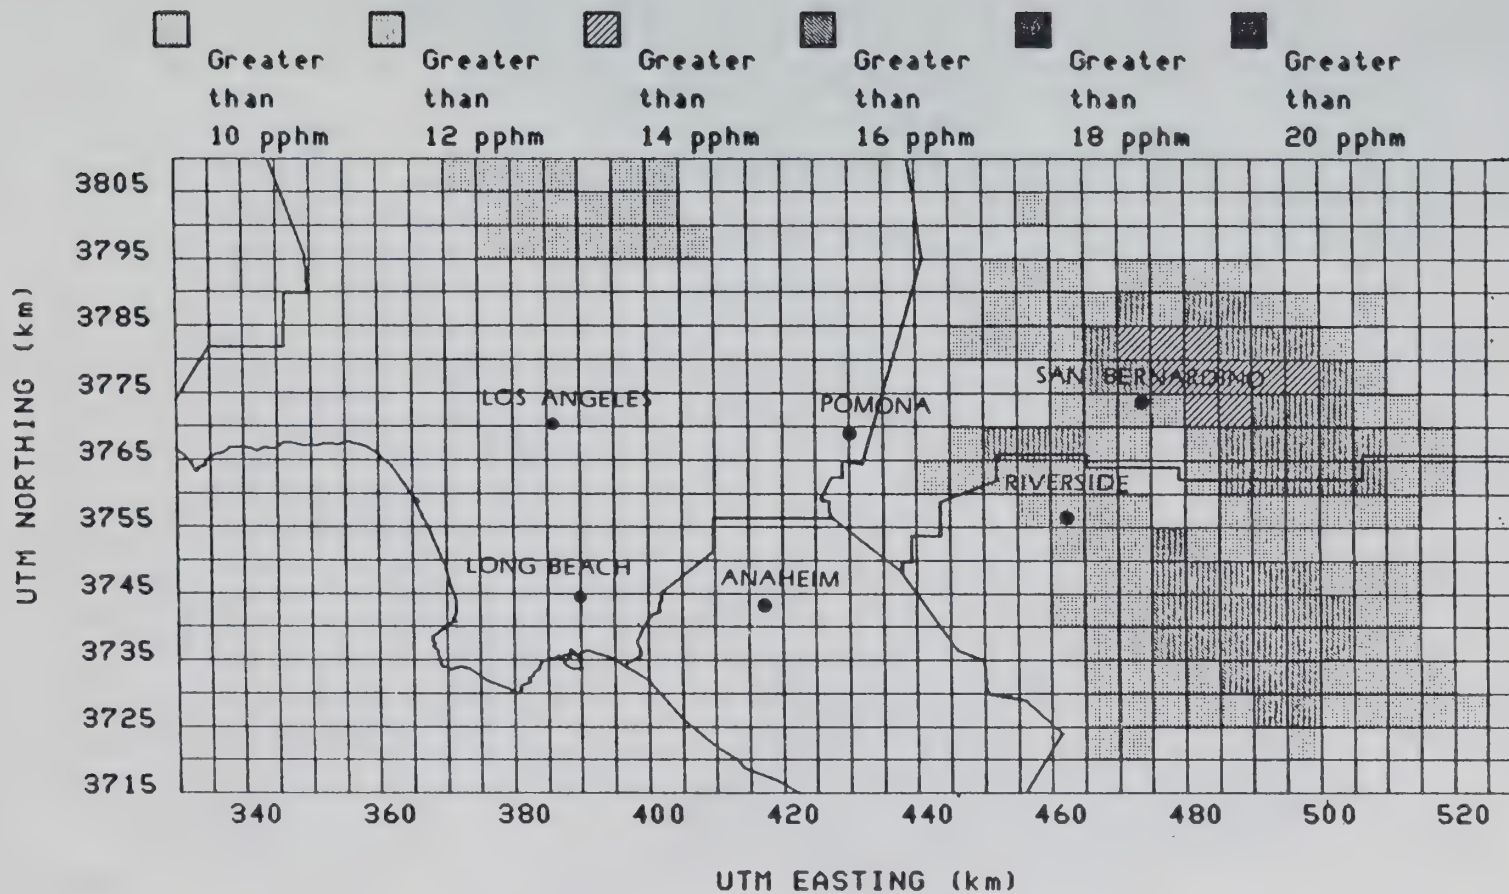 Greater Greater Greater Greater Greater Greater
than than than than than than
10 pphm 12 pphm 14 pphm 16 pphm 18 pphm 20 pphm
3805
3795
3785
3775
3765
3755
3745
3735
3725
3715
UTM NORTHING (km)
SAN BERNARDINO
LOS ANGELES
POMONA
RIVERSIDE
LONG BEACH
ANAHEIM
340 360 380 400 420 440 460 480 500 520
UTM EASTING (km)